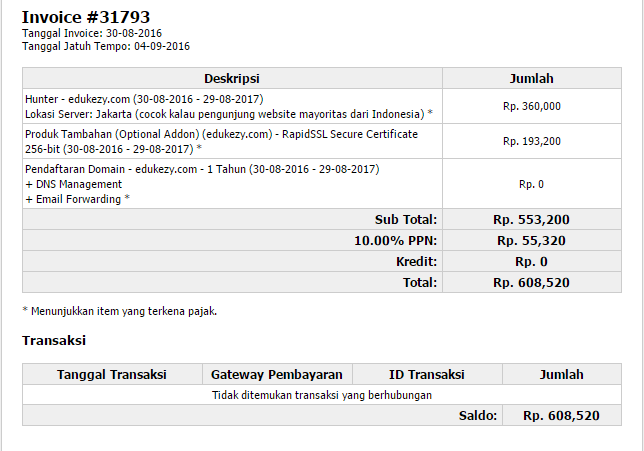 Invoice #31793
Tanggal Invoice: 30-08-2016
Tanggal Jatuh Tempo: 04-09-2016
Deskripsi Jumlah
Hunter - edukezy.com (30-08-2016 - 29-08-2017)
Lokasi Server: Jakarta (cocok kalau pengunjung website mayoritas dari Indonesia) * Rp. 360,000
Produk Tambahan (Optional Addon) (edukezy.com) - RapidSSL Secure Certificate
256-bit (30-08-2016 - 29-08-2017) * Rp. 193,200
Pendaftaran Domain - edukezy.com - 1 Tahun (30-08-2016 - 29-08-2017)
+ DNS Management Rp. 0
+ Email Forwarding *
Sub Total: Rp. 553,200
10.00% PPN: Rp. 55,320
Kredit: Rp. 0
Total: Rp. 608,520
* Menunjukkan item yang terkena pajak.
Transaksi
Tanggal Transaksi Gateway Pembayaran ID Transaksi Jumlah
Tidak ditemukan transaksi yang berhubungan
Saldo: Rp. 608,520